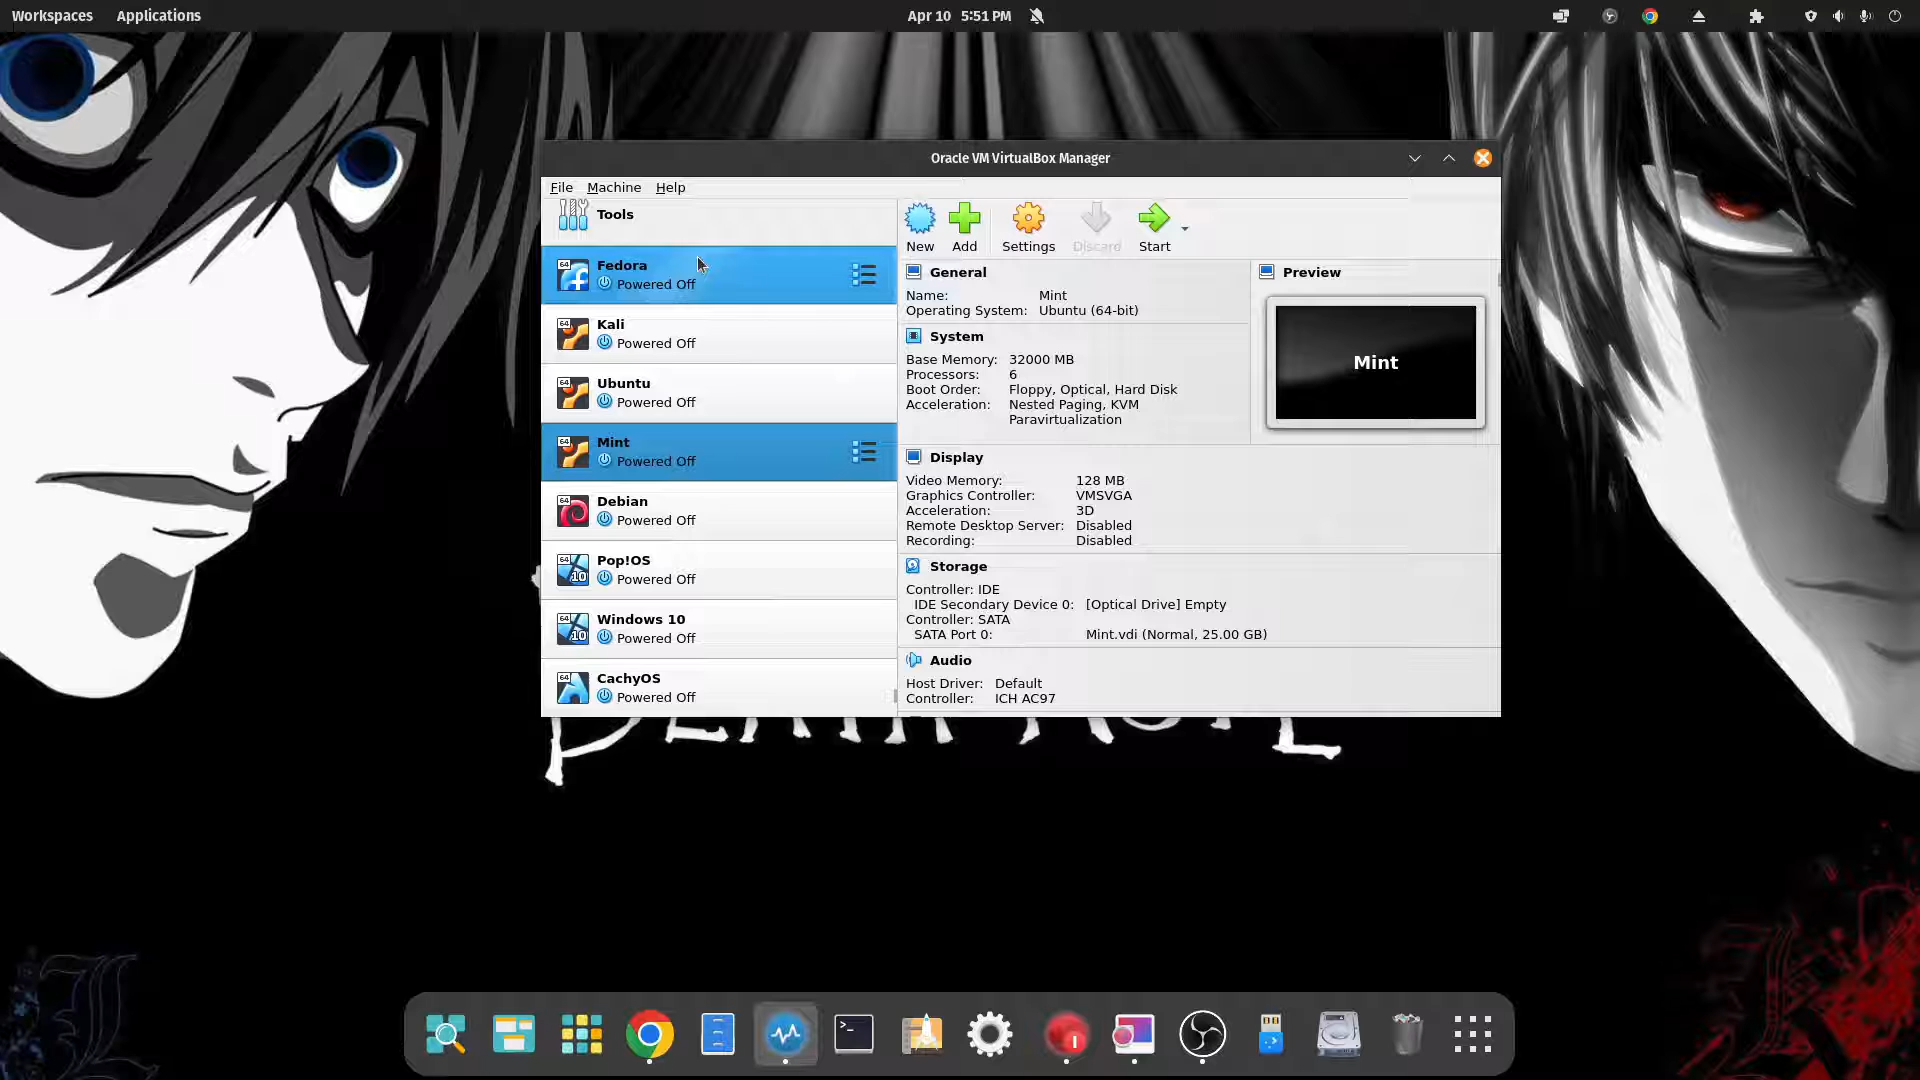 Workspaces Applications Apr 10 5:51 PM
Oracle VM VirtualBox Manager
File Machine Help
Tools
New Add Settings Discard Start
Fedora
Powered Off
Kali
Powered Off
Ubuntu
Powered Off
Mint
Powered Off
Debian
Powered Off
Pop!OS
Powered Off
Windows 10
Powered Off
CachyOS
Powered Off
General
Name: Mint
Operating System: Ubuntu (64-bit)
System
Base Memory: 32000 MB
Processors: 6
Boot Order: Floppy, Optical, Hard Disk
Acceleration: Nested Paging, KVM
Paravirtualization
Preview
Mint
Display
Video Memory: 128 MB
Graphics Controller: VMSVGA
Acceleration: 3D
Remote Desktop Server: Disabled
Recording: Disabled
Storage
Controller: IDE
IDE Secondary Device 0: [Optical Drive] Empty
Controller: SATA
SATA Port 0: Mint.vdi (Normal, 25.00 GB)
Audio
Host Driver: Default
Controller: ICH AC97